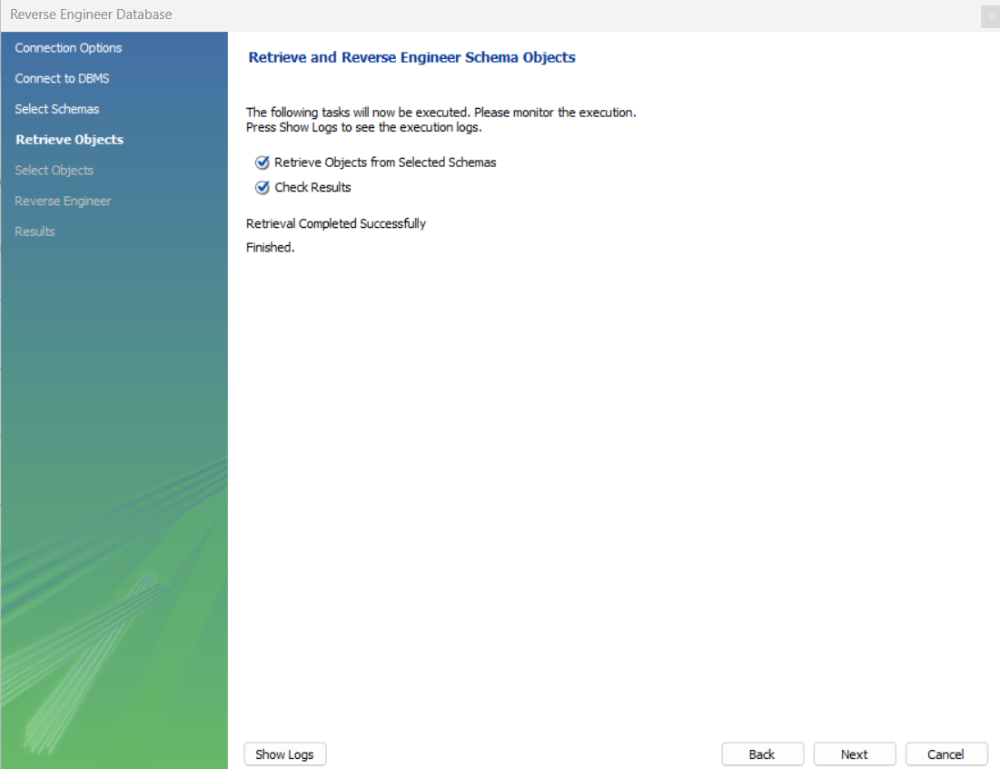 Reverse Engineer Database
Connection Options
Connect to DBMS
Select Schemas
Retrieve Objects
Select Objects
Reverse Engineer
Results
Retrieve and Reverse Engineer Schema Objects
The following tasks will now be executed. Please monitor the execution.
Press Show Logs to see the execution logs.
Retrieve Objects from Selected Schemas
Check Results
Retrieval Completed Successfully
Finished.
Show Logs
Back
Next
Cancel